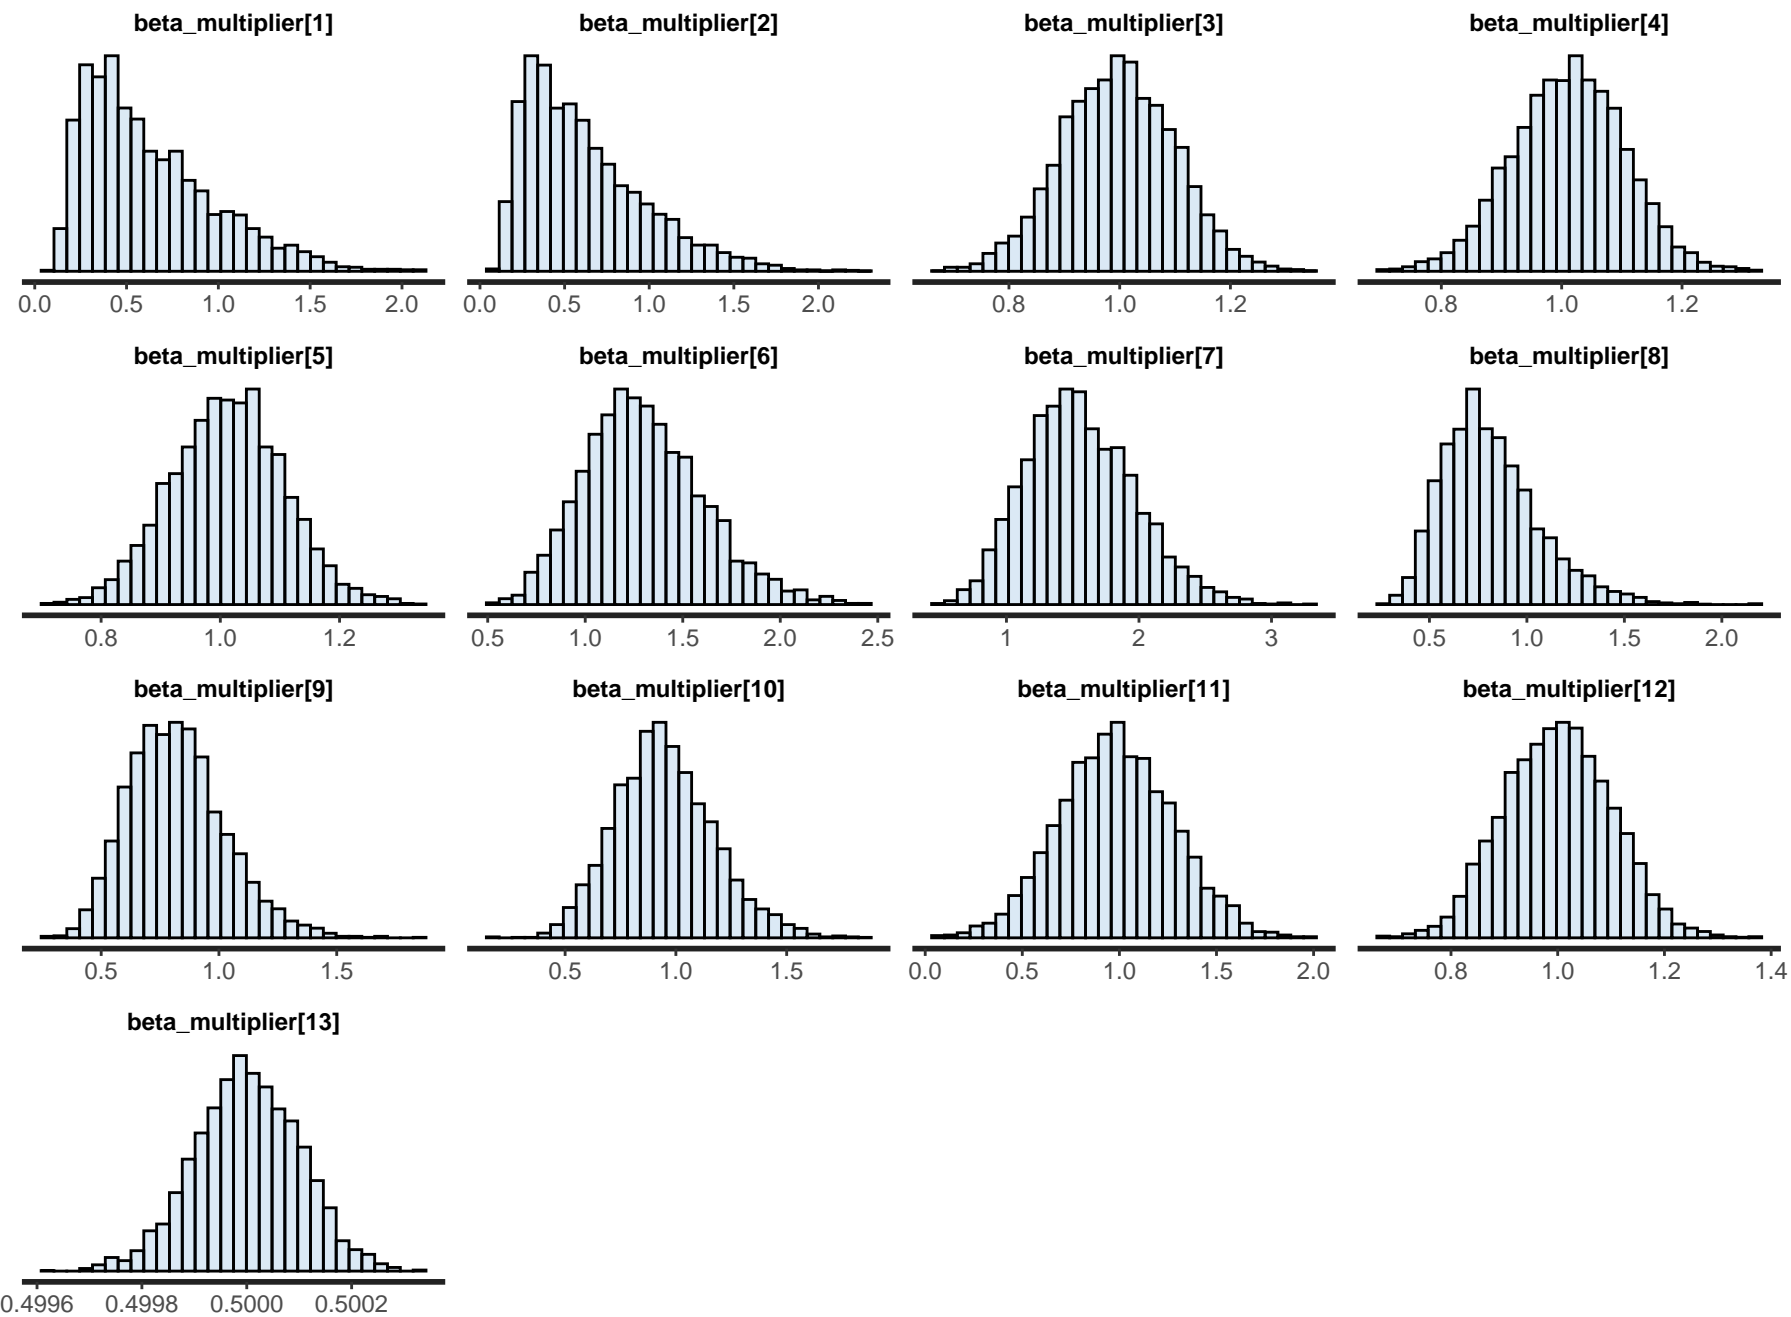 beta_multiplier[1] beta_multiplier[2] beta_multiplier[3] beta_multiplier[4]
0.0 0.5 1.0 1.5 2.0 0.0 0.5 1.0 1.5 2.0 0.8 1.0 1.2 0.8 1.0 1.2
beta_multiplier[5] beta_multiplier[6] beta_multiplier[7] beta_multiplier[8]
0.8 1.0 1.2 0.5 1.0 1.5 2.0 2.5 1 2 3 0.5 1.0 1.5 2.0
beta_multiplier[9] beta_multiplier[10] beta_multiplier[11] beta_multiplier[12]
0.5 1.0 1.5 0.5 1.0 1.5 0.0 0.5 1.0 1.5 2.0 0.8 1.0 1.2 1.4
beta_multiplier[13]
0.4996 0.4998 0.5000 0.5002